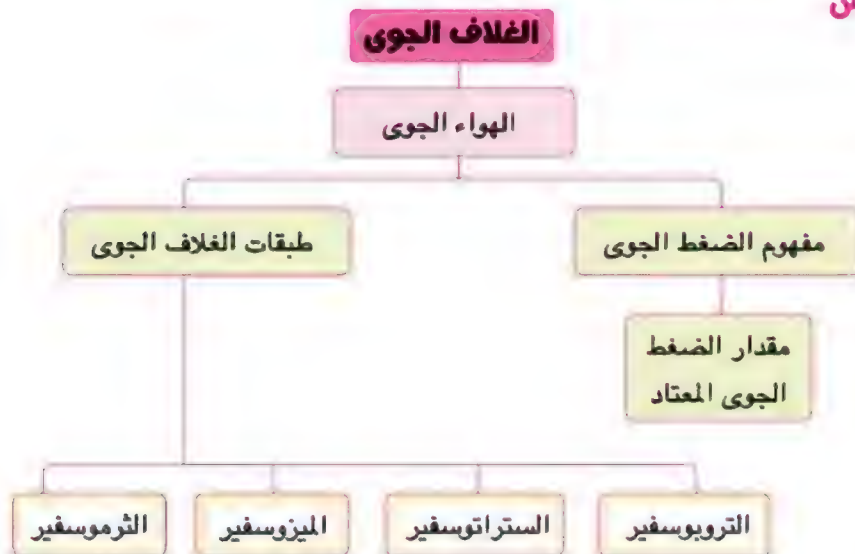 الغلاف الجوى
الهواء الجوى
مفهوم الضغط الجوى
طبقات الغلاف الجوى
مقدار الضغط
الجوى المعتاد
التروبوسفير
الستراتوسفير
الميزوسفير
الثرموسفير